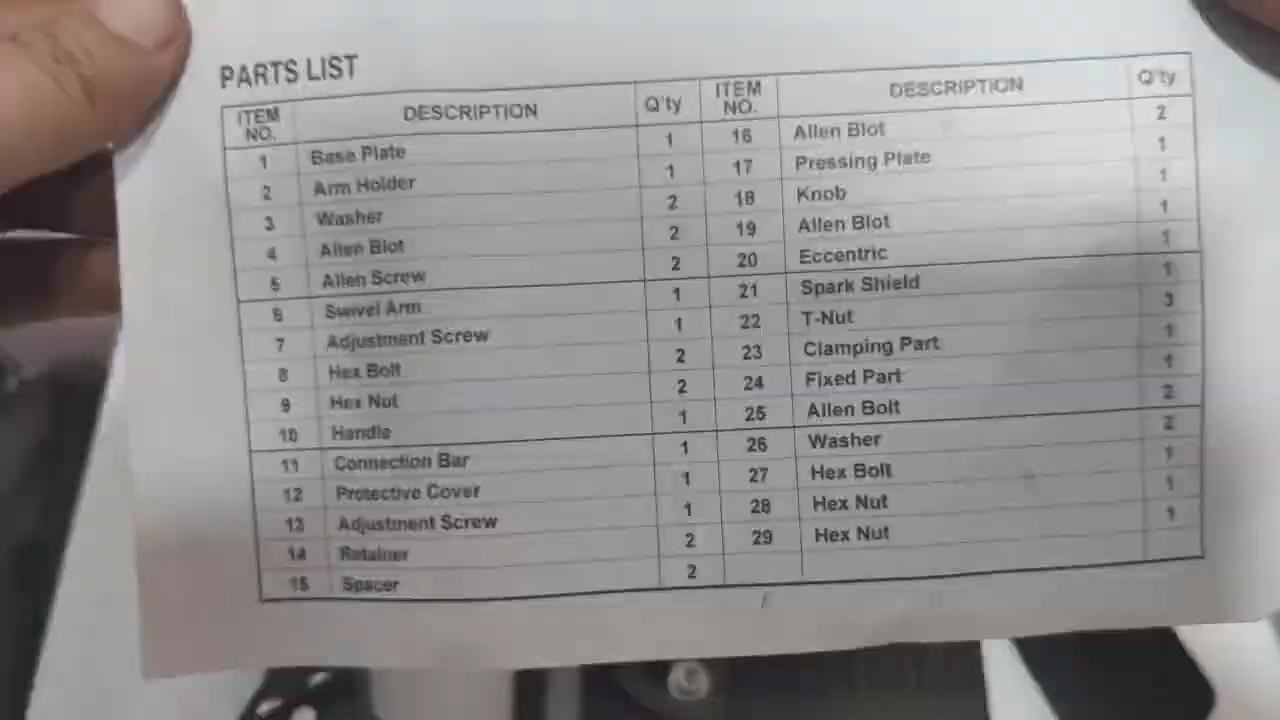 PARTS LIST
ITEM NO. DESCRIPTION Q'ty ITEM NO. DESCRIPTION Q'ty
1 Base Plate 1 16 Allen Blot 2
2 Arm Holder 1 17 Pressing Plate 1
3 Washer 2 18 Knob 1
4 Allen Blot 2 19 Allen Blot 1
5 Allen Screw 2 20 Eccentric 1
6 Swivel Arm 1 21 Spark Shield 1
7 Adjustment Screw 1 22 T-Nut 3
8 Hex Bolt 2 23 Clamping Part 1
9 Hex Nut 2 24 Fixed Part 1
10 Handle 1 25 Allen Bolt 2
11 Connection Bar 1 26 Washer 2
12 Protective Cover 1 27 Hex Bolt 1
13 Adjustment Screw 1 28 Hex Nut 1
14 Retainer 2 29 Hex Nut 1
15 Spacer 2